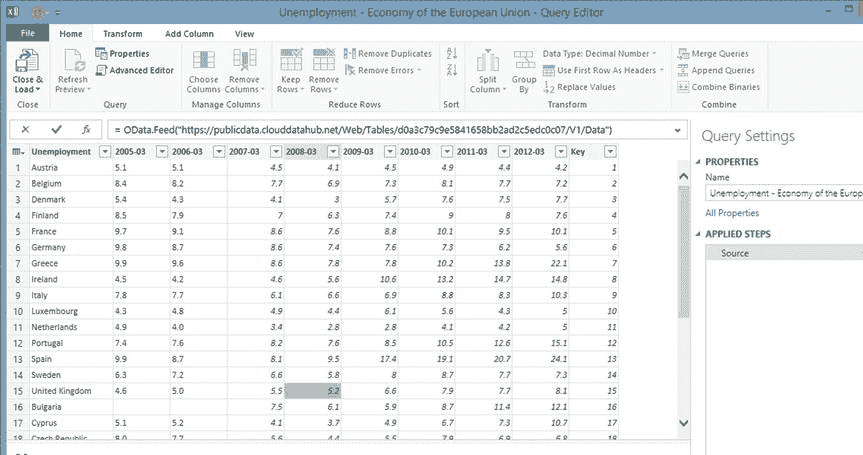 Unemployment - Economy of the European Union - Query Editor
File Home Transform Add Column View
Close & Load
Refresh Preview
Properties
Advanced Editor
Choose Columns
Remove Columns
Keep Rows
Remove Rows
Remove Duplicates
Remove Errors
Split Column
Group By
Data Type: Decimal Number
Use First Row As Headers
Replace Values
Merge Queries
Append Queries
Combine Binaries
Close Query Manage Columns Reduce Rows Sort Transform Combine
= OData.Feed("https://publicdata.clouddatahub.net/Web/Tables/d0a3c79c9e5841658bb2ad2c5edc0c07/V1/Data")
Unemployment 2005-03 2006-03 2007-03 2008-03 2009-03 2010-03 2011-03 2012-03 Key
1 Austria 5.1 5.1 4.5 4.1 4.5 4.9 4.4 4.2 1
2 Belgium 8.4 8.2 7.7 6.9 7.3 8.1 7.7 7.2 2
3 Denmark 5.4 4.3 4.1 3 5.7 7.6 7.5 7.7 3
4 Finland 8.5 7.9 7 6.3 7.4 9 8 7.6 4
5 France 9.7 9.1 8.6 7.6 8.8 10.1 9.5 10.1 5
6 Germany 9.8 8.7 8.6 7.4 7.6 7.3 6.2 5.6 6
7 Greece 9.9 9.6 8.6 7.8 7.8 10.2 13.8 22.1 7
8 Ireland 4.5 4.2 4.6 5.6 10.6 13.2 14.7 14.8 8
9 Italy 7.8 7.7 6.1 6.6 6.9 8.8 8.3 10.3 9
10 Luxembourg 4.3 4.8 4.9 4.4 6.1 5.6 4.3 5 10
11 Netherlands 4.9 4.0 3.4 2.8 2.8 4.1 4.2 5 11
12 Portugal 7.4 7.6 8.2 7.6 8.5 10.5 12.6 15.1 12
13 Spain 9.9 8.7 8.1 9.5 17.4 19.1 20.7 24.1 13
14 Sweden 6.3 7.2 6.6 5.8 8 8.7 7.7 7.3 14
15 United Kingdom 4.6 5.0 5.5 5.2 6.6 7.9 7.7 8.1 15
16 Bulgaria 7.5 6.1 5.9 8.7 11.4 12.1 16
17 Cyprus 5.1 5.2 4.1 3.7 4.9 6.7 7.3 10.7 17
18 Czech Republic 8.0 7.7 5.6 4.4 5.5 7.9 6.9 6.8 18
Query Settings
PROPERTIES
Name
Unemployment - Economy of the Europ
All Properties
APPLIED STEPS
Source